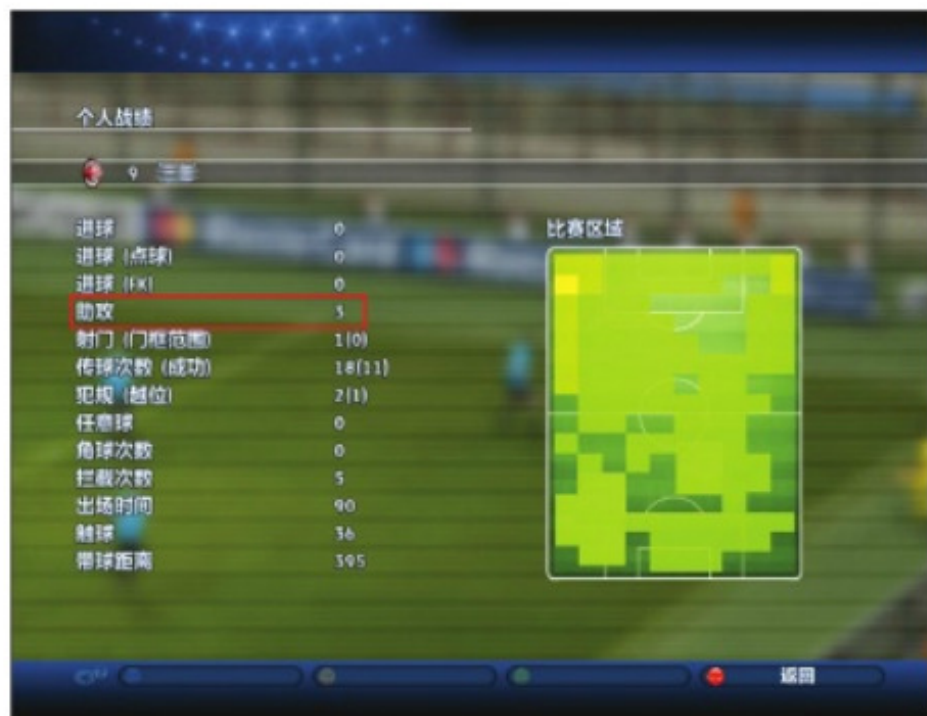 个人战绩
9
进球 0
比赛区域
进球 (点球) 0
进球 (FK) 0
助攻 3
射门 (门框范围) 1(0)
传球次数 (成功) 18(11)
犯规 (越位) 2(1)
任意球 0
角球次数 0
拦截次数 5
出场时间 90
触球 36
带球距离 395
返回